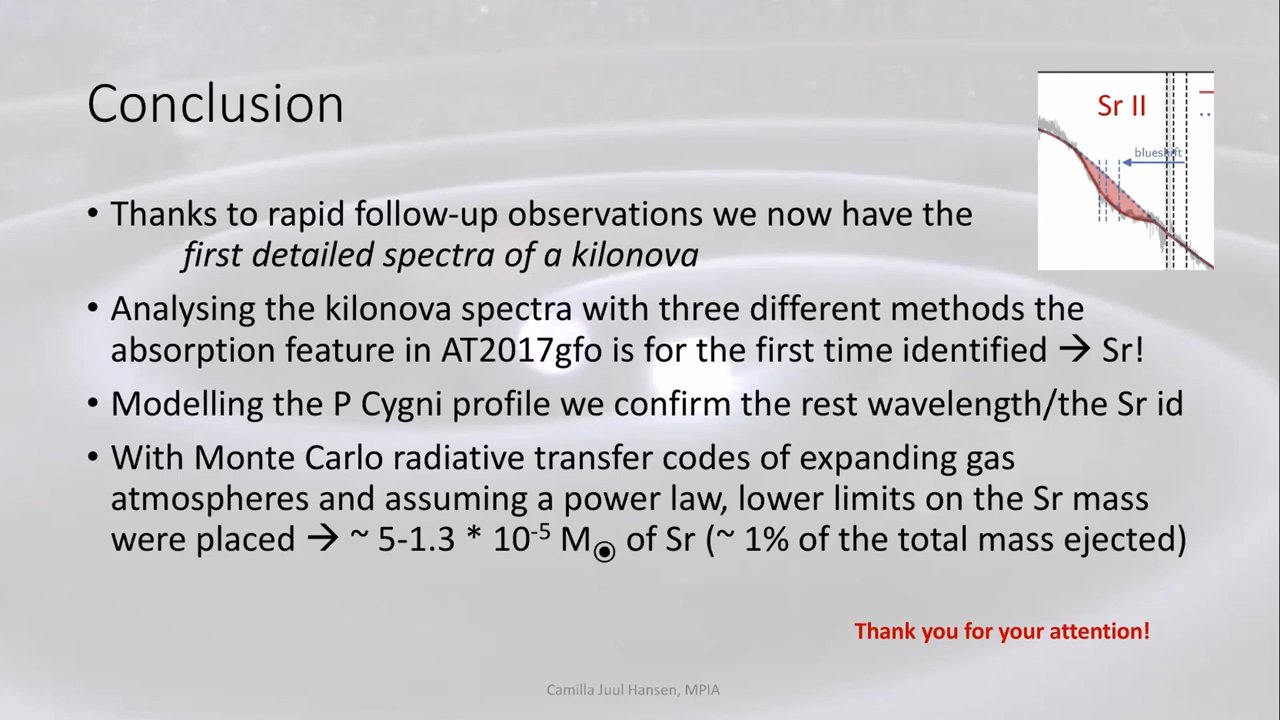 Conclusion
Sr II
blueshift
• Thanks to rapid follow-up observations we now have the
first detailed spectra of a kilonova
• Analysing the kilonova spectra with three different methods the
absorption feature in AT2017gfo is for the first time identified → Sr!
• Modelling the P Cygni profile we confirm the rest wavelength/the Sr id
• With Monte Carlo radiative transfer codes of expanding gas
atmospheres and assuming a power law, lower limits on the Sr mass
were placed → ~ 5-1.3 * 10⁻⁵ M☉ of Sr (~ 1% of the total mass ejected)
Thank you for your attention!
Camilla Juul Hansen, MPIA